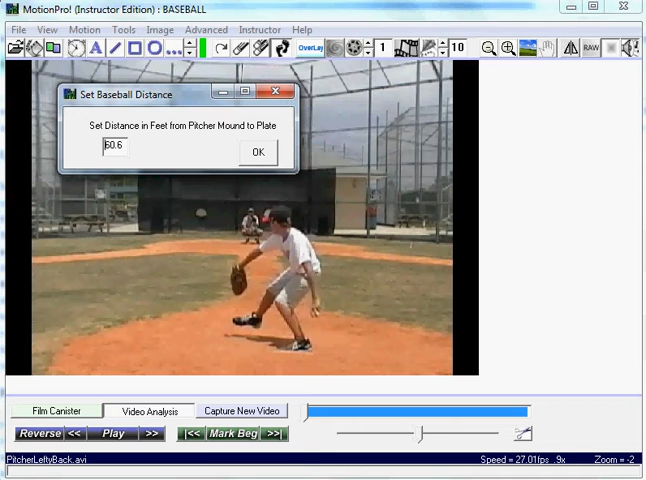 MotionPro! (Instructor Edition) : BASEBALL
File View Motion Tools Image Advanced Instructor Help
A ... OverLay 1 10 RAW
Set Baseball Distance
Set Distance in Feet from Pitcher Mound to Plate
60.6
OK
Film Canister Video Analysis Capture New Video
Reverse << Play >> |<< Mark Beg >>|
PitcherLeftyBack.avi Speed = 27.01fps .9x Zoom = -2